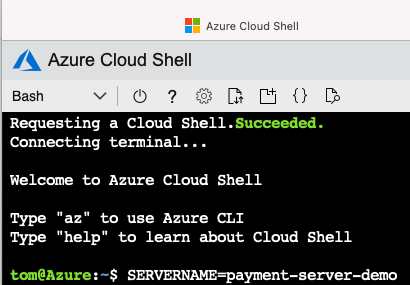 Azure Cloud Shell
Azure Cloud Shell
Bash
?
{}
Requesting a Cloud Shell.Succeeded.
Connecting terminal...
Welcome to Azure Cloud Shell
Type "az" to use Azure CLI
Type "help" to learn about Cloud Shell
tom@Azure:~$ SERVERNAME=payment-server-demo